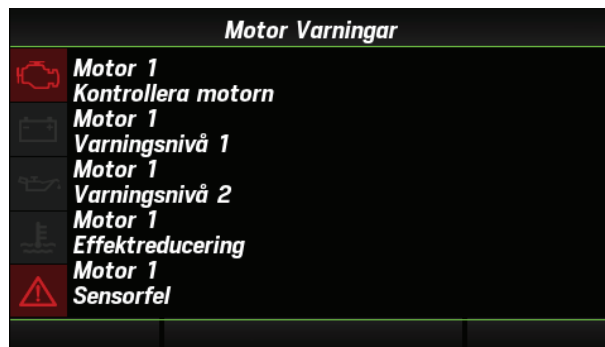 Motor Varningar
Motor 1
Kontrollera motorn
Motor 1
Varningsnivå 1
Motor 1
Varningsnivå 2
Motor 1
Effektreducering
Motor 1
Sensorfel